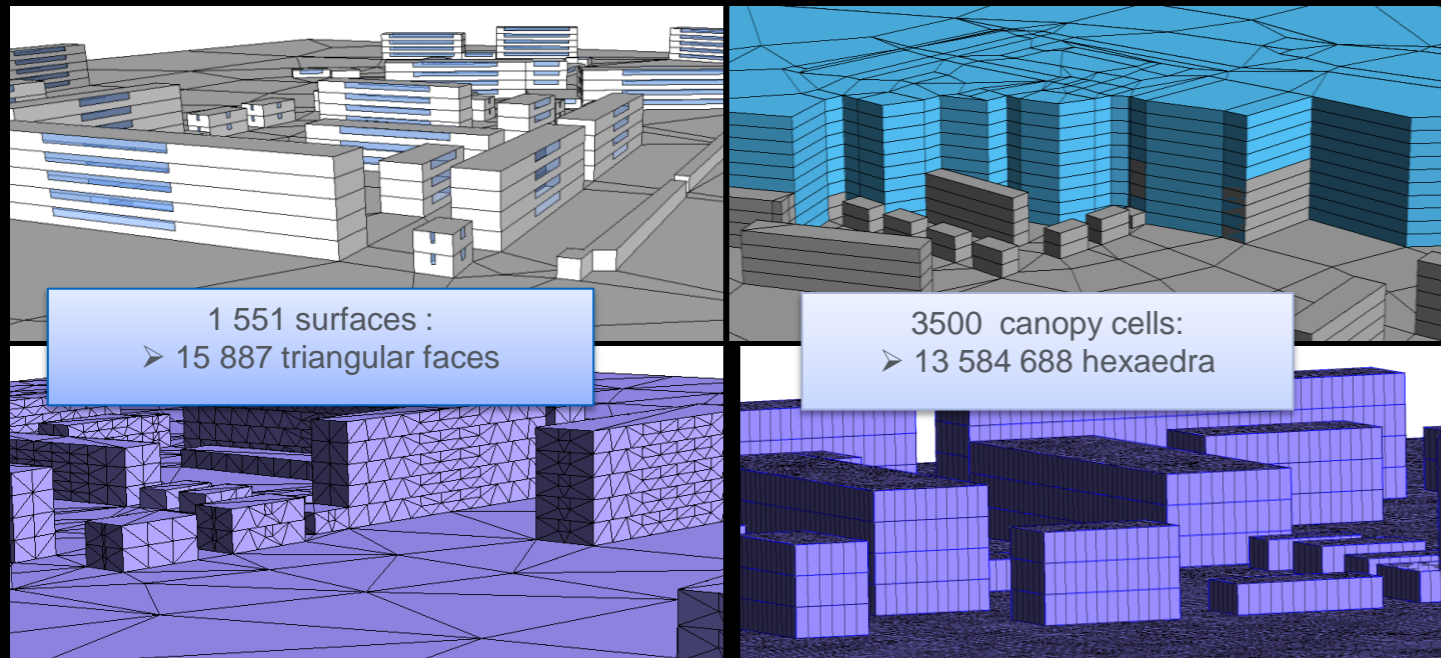 1 551 surfaces :
➢ 15 887 triangular faces
3500 canopy cells:
➢ 13 584 688 hexaedra